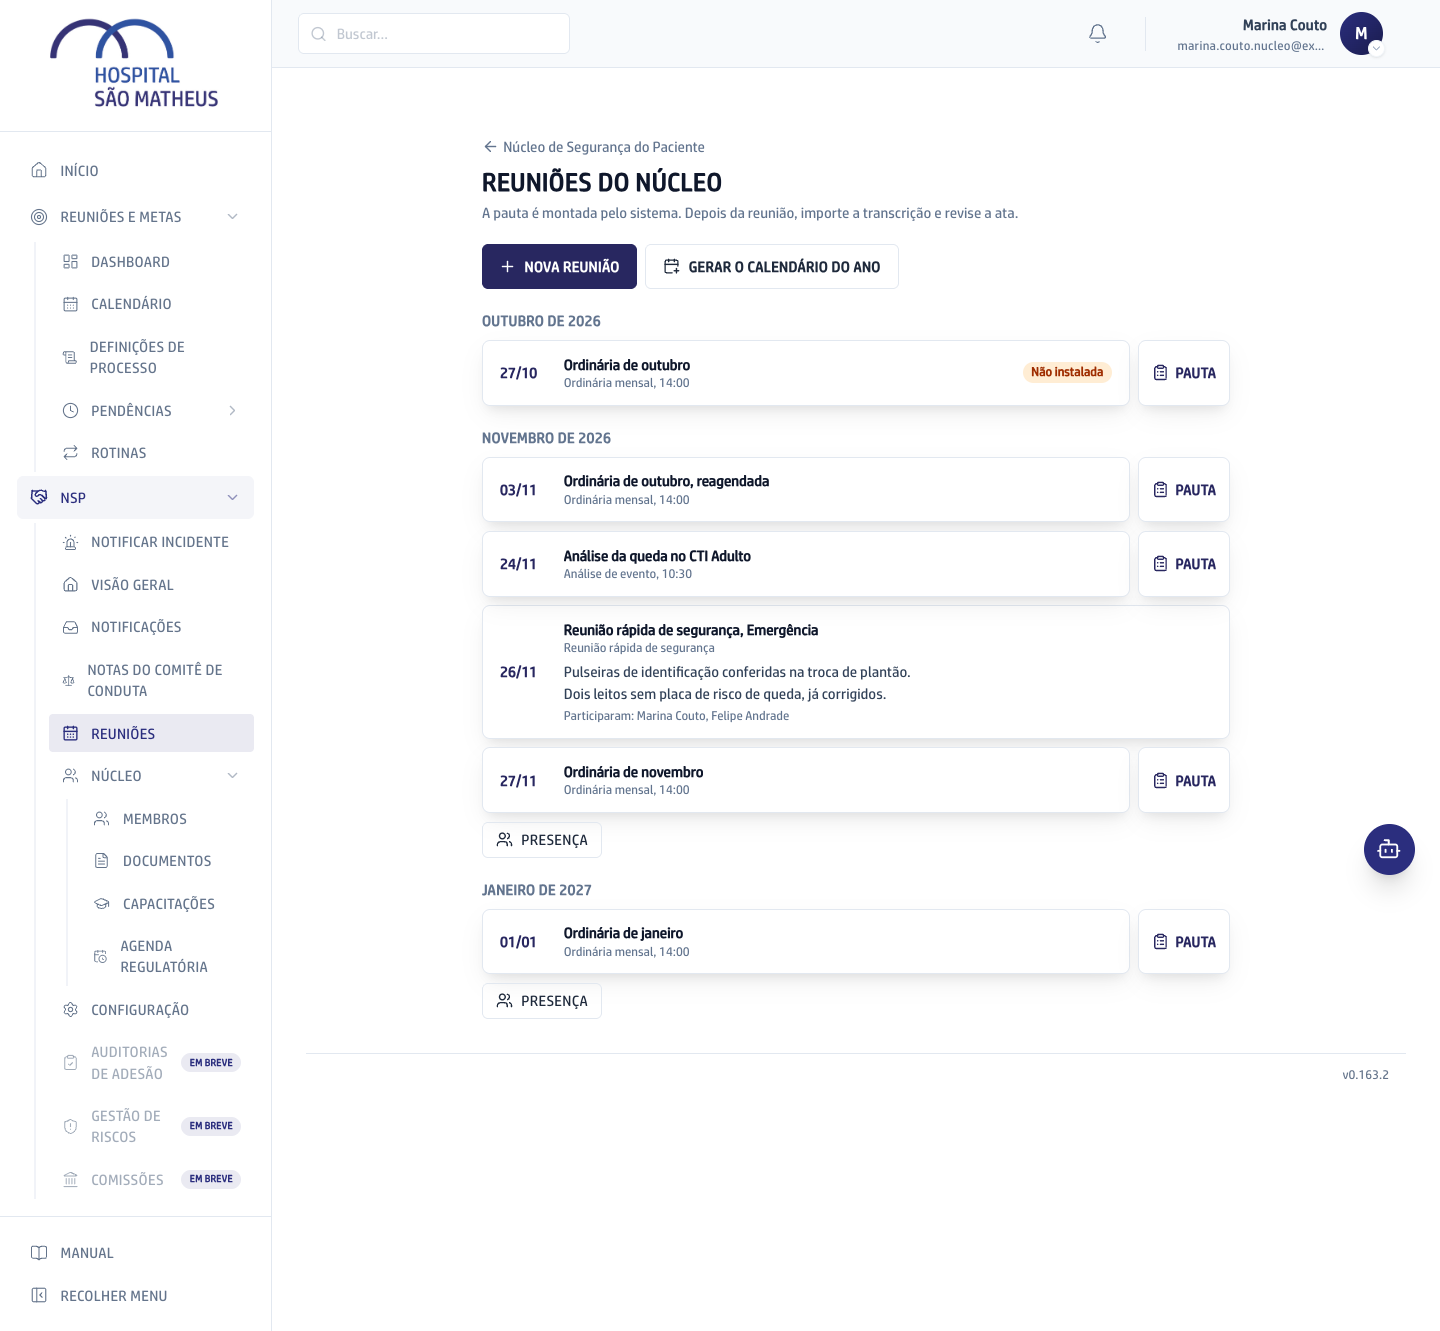 HOSPITAL
SÃO MATHEUS
Buscar...
Marina Couto
marina.couto.nucleo@ex...
M
INÍCIO
REUNIÕES E METAS
DASHBOARD
CALENDÁRIO
DEFINIÇÕES DE
PROCESSO
PENDÊNCIAS
ROTINAS
NSP
NOTIFICAR INCIDENTE
VISÃO GERAL
NOTIFICAÇÕES
NOTAS DO COMITÊ DE
CONDUTA
REUNIÕES
NÚCLEO
MEMBROS
DOCUMENTOS
CAPACITAÇÕES
AGENDA
REGULATÓRIA
CONFIGURAÇÃO
AUDITORIAS
DE ADESÃO
EM BREVE
GESTÃO DE
RISCOS
EM BREVE
COMISSÕES
EM BREVE
MANUAL
RECOLHER MENU
Núcleo de Segurança do Paciente
REUNIÕES DO NÚCLEO
A pauta é montada pelo sistema. Depois da reunião, importe a transcrição e revise a ata.
NOVA REUNIÃO
GERAR O CALENDÁRIO DO ANO
OUTUBRO DE 2026
27/10
Ordinária de outubro
Ordinária mensal, 14:00
Não instalada
PAUTA
NOVEMBRO DE 2026
03/11
Ordinária de outubro, reagendada
Ordinária mensal, 14:00
PAUTA
24/11
Análise da queda no CTI Adulto
Análise de evento, 10:30
PAUTA
26/11
Reunião rápida de segurança, Emergência
Reunião rápida de segurança
Pulseiras de identificação conferidas na troca de plantão.
Dois leitos sem placa de risco de queda, já corrigidos.
Participaram: Marina Couto, Felipe Andrade
27/11
Ordinária de novembro
Ordinária mensal, 14:00
PAUTA
PRESENÇA
JANEIRO DE 2027
01/01
Ordinária de janeiro
Ordinária mensal, 14:00
PAUTA
PRESENÇA
v0.163.2